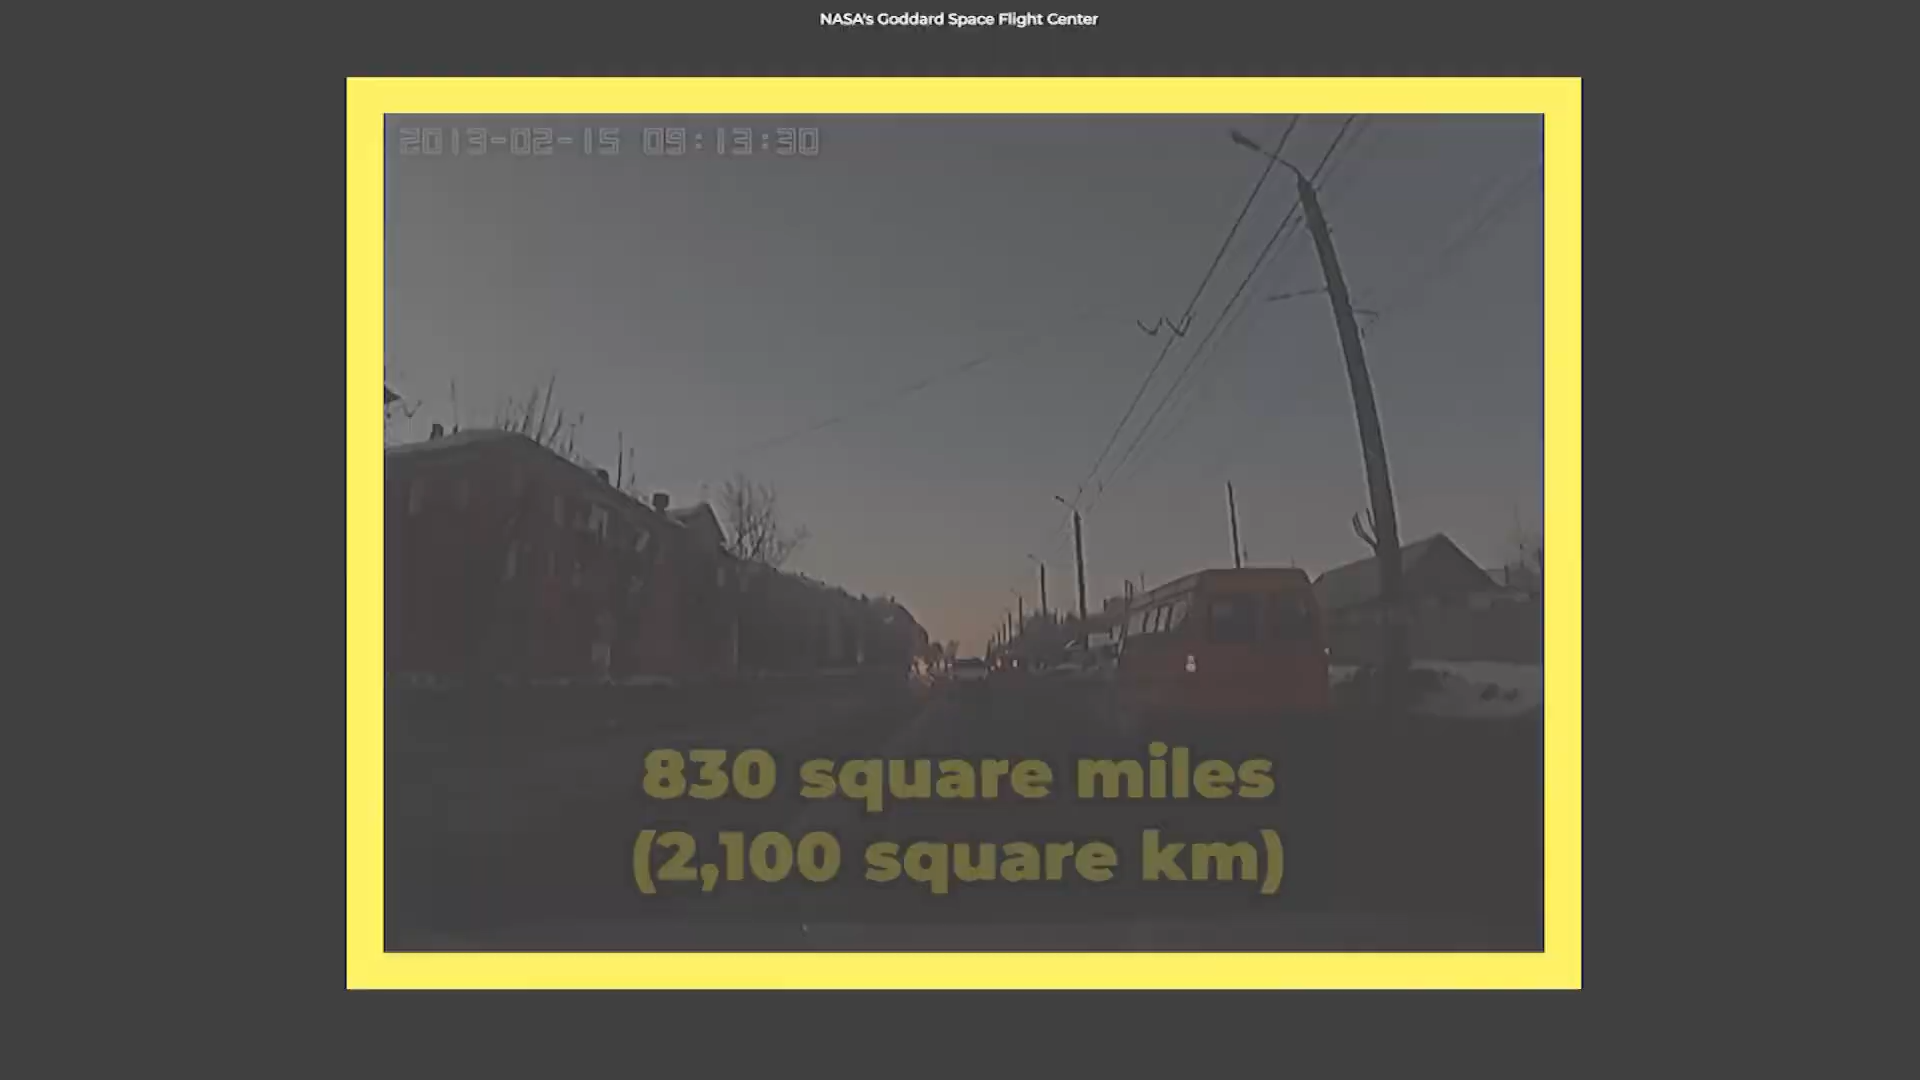 NASA's Goddard Space Flight Center
2013-02-15 09:13:30
830 square miles
(2,100 square km)